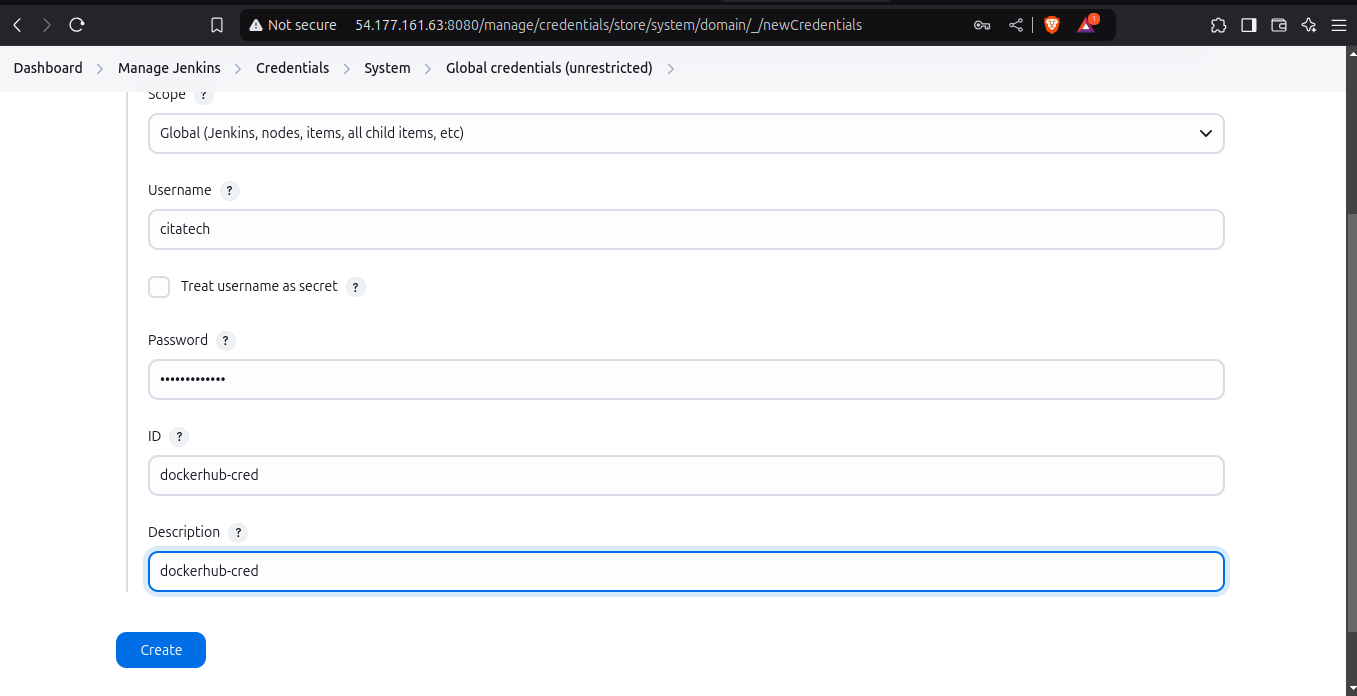 Not secure 54.177.161.63:8080/manage/credentials/store/system/domain/_/newCredentials 1
Dashboard > Manage Jenkins > Credentials > System > Global credentials (unrestricted) >
Scope ?
Global (Jenkins, nodes, items, all child items, etc)
Username ?
citatech
Treat username as secret ?
Password ?
•••••••••••••
ID ?
dockerhub-cred
Description ?
dockerhub-cred
Create